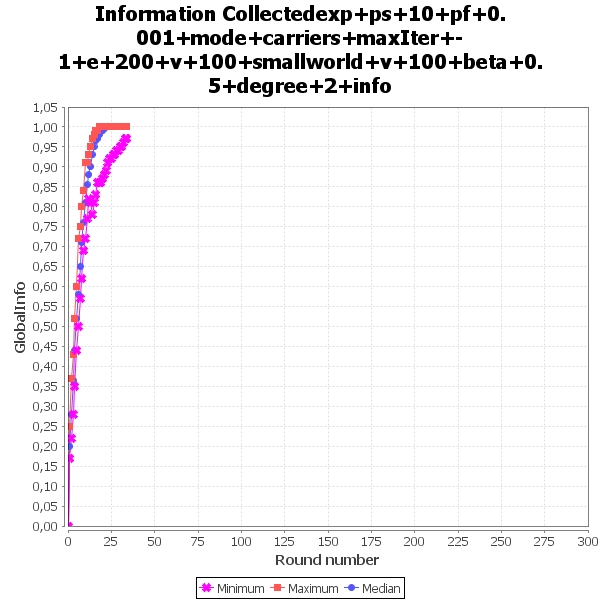 Information Collectedexp+ps+10+pf+0.
001+mode+carriers+maxIter+-
1+e+200+v+100+smallworld+v+100+beta+0.
5+degree+2+info
1,05
1,00
0,95
0,90
0,85
0,80
0,75
0,70
0,65
0,60
0,55
0,50
0,45
0,40
0,35
0,30
0,25
0,20
0,15
0,10
0,05
0,00
GlobalInfo
0 25 50 75 100 125 150 175 200 225 250 275 300
Round number
Minimum Maximum Median